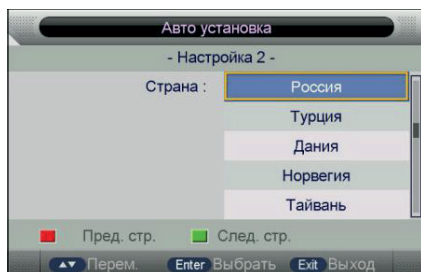 Авто установка
- Настройка 2 -
Страна : Россия
Турция
Дания
Норвегия
Тайвань
Пред. стр. След. стр.
Перем. Enter Выбрать Exit Выход